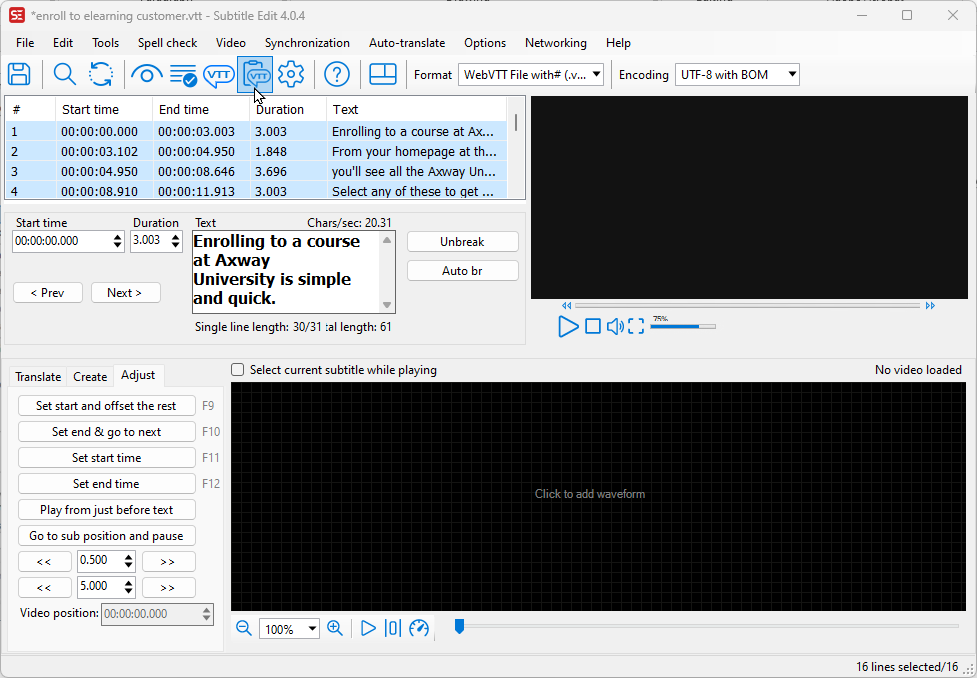 SE *enroll to elearning customer.vtt - Subtitle Edit 4.0.4
File Edit Tools Spell check Video Synchronization Auto-translate Options Networking Help
VTT VTT ? Format WebVTT File with# (.v... Encoding UTF-8 with BOM
# Start time End time Duration Text
1 00:00:00.000 00:00:03.003 3.003 Enrolling to a course at Ax...
2 00:00:03.102 00:00:04.950 1.848 From your homepage at th...
3 00:00:04.950 00:00:08.646 3.696 you'll see all the Axway Un...
4 00:00:08.910 00:00:11.913 3.003 Select any of these to get ...
Start time Duration Text Chars/sec: 20.31
00:00:00.000 3.003
Enrolling to a course
at Axway
University is simple
and quick.
Unbreak
Auto br
< Prev Next >
Single line length: 30/31 :al length: 61
75%
Translate Create Adjust
Select current subtitle while playing No video loaded
Set start and offset the rest F9
Set end & go to next F10
Set start time F11
Set end time F12
Play from just before text
Go to sub position and pause
<< 0.500 >>
<< 5.000 >>
Video position: 00:00:00.000
Click to add waveform
100%
16 lines selected/16